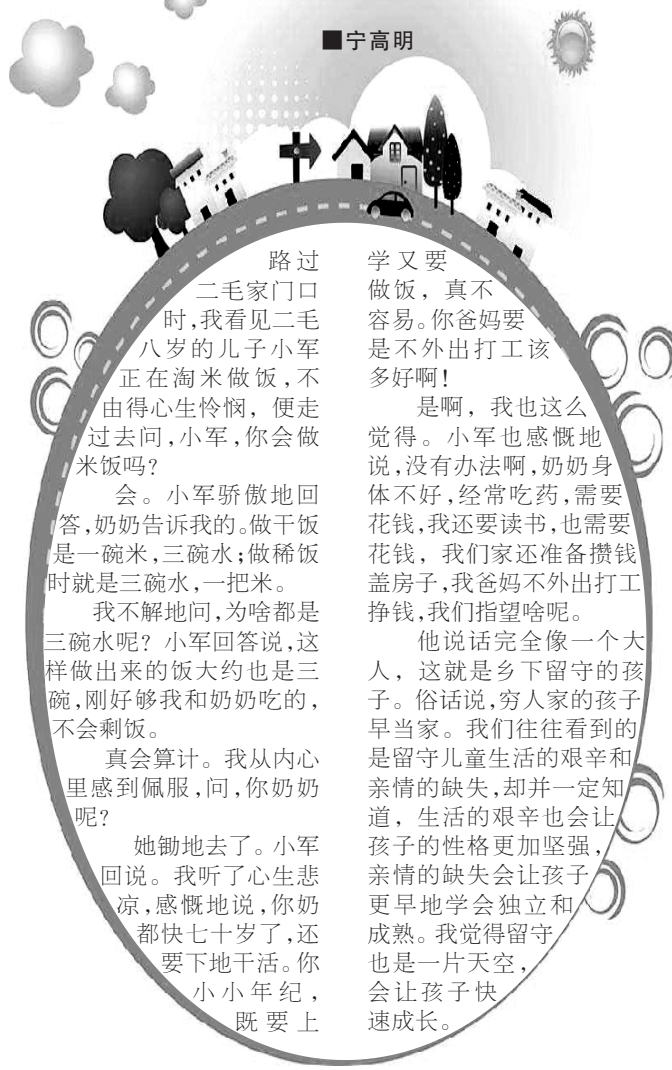 ■宁高明
路过
二毛家门口
时,我看见二毛
八岁的儿子小军
正在淘米做饭,不
由得心生怜悯，便走
过去问,小军,你会做
米饭吗?
会。小军骄傲地回
答,奶奶告诉我的。做干饭
是一碗米,三碗水;做稀饭
时就是三碗水,一把米。
我不解地问,为啥都是
三碗水呢？小军回答说,这
样做出来的饭大约也是三
碗,刚好够我和奶奶吃的，
不会剩饭。
真会算计。我从内心
里感到佩服,问,你奶奶
呢?
她锄地去了。小军
回说。我听了心生悲
凉,感慨地说,你奶
都快七十岁了,还
要下地干活。你
小小年纪，
既要上
学又要
做饭，真不
容易。你爸妈要
是不外出打工该
多好啊!
是啊，我也这么
觉得。小军也感慨地
说,没有办法啊,奶奶身
体不好,经常吃药,需要
花钱,我还要读书,也需要
花钱，我们家还准备攒钱
盖房子,我爸妈不外出打工
挣钱,我们指望啥呢。
他说话完全像一个大
人，这就是乡下留守的孩
子。俗话说,穷人家的孩子
早当家。我们往往看到的
是留守儿童生活的艰辛和
亲情的缺失,却并一定知
道，生活的艰辛也会让
孩子的性格更加坚强，
亲情的缺失会让孩子
更早地学会独立和
成熟。我觉得留守
也是一片天空，
会让孩子快
速成长。